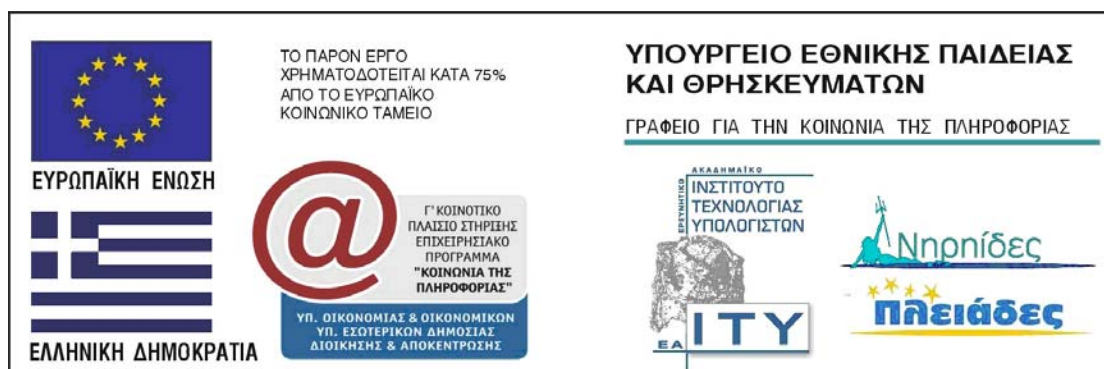 ΕΥΡΩΠΑΪΚΗ ΕΝΩΣΗ
ΕΛΛΗΝΙΚΗ ΔΗΜΟΚΡΑΤΙΑ
ΤΟ ΠΑΡΟΝ ΕΡΓΟ
ΧΡΗΜΑΤΟΔΟΤΕΙΤΑΙ ΚΑΤΑ 75%
ΑΠΟ ΤΟ ΕΥΡΩΠΑΪΚΟ
ΚΟΙΝΩΝΙΚΟ ΤΑΜΕΙΟ
@
Γ' ΚΟΙΝΟΤΙΚΟ
ΠΛΑΙΣΙΟ ΣΤΗΡΙΞΗΣ
ΕΠΙΧΕΙΡΗΣΙΑΚΟ
ΠΡΟΓΡΑΜΜΑ
"ΚΟΙΝΩΝΙΑ ΤΗΣ
ΠΛΗΡΟΦΟΡΙΑΣ"
ΥΠ. ΟΙΚΟΝΟΜΙΑΣ & ΟΙΚΟΝΟΜΙΚΩΝ
ΥΠ. ΕΣΩΤΕΡΙΚΩΝ ΔΗΜΟΣΙΑΣ
ΔΙΟΙΚΗΣΗΣ & ΑΠΟΚΕΝΤΡΩΣΗΣ
ΥΠΟΥΡΓΕΙΟ ΕΘΝΙΚΗΣ ΠΑΙΔΕΙΑΣ
ΚΑΙ ΘΡΗΣΚΕΥΜΑΤΩΝ
ΓΡΑΦΕΙΟ ΓΙΑ ΤΗΝ ΚΟΙΝΩΝΙΑ ΤΗΣ ΠΛΗΡΟΦΟΡΙΑΣ
ΕΡΕΥΝΗΤΙΚΟ
ΑΚΑΔΗΜΑΪΚΟ
ΙΝΣΤΙΤΟΥΤΟ
ΤΕΧΝΟΛΟΓΙΑΣ
ΥΠΟΛΟΓΙΣΤΩΝ
ΕΑ ΙΤΥ
Νηρηίδες
Πλειάδες